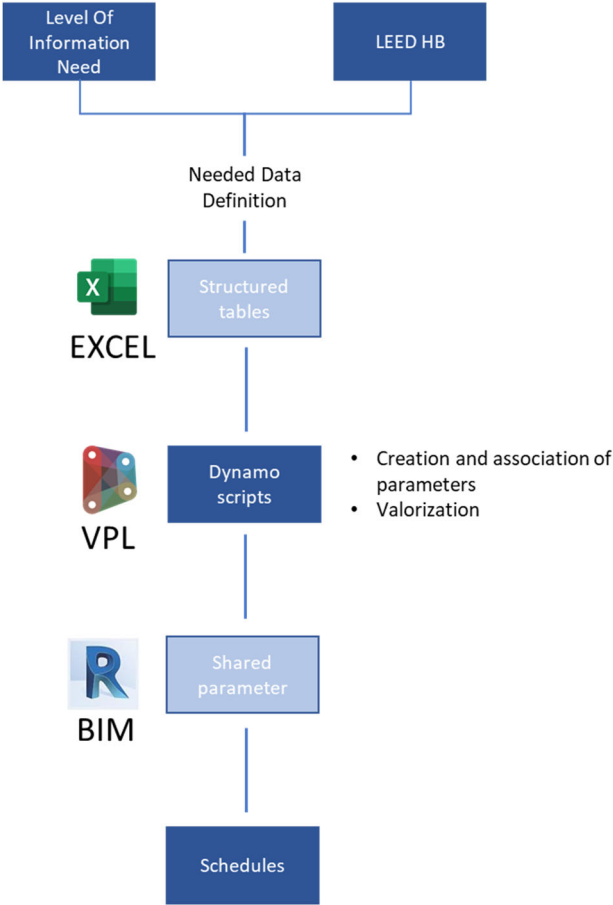 Level Of
Information
Need
LEED HB
Needed Data
Definition
X
EXCEL
Structured
tables
VPL
Dynamo
scripts
• Creation and association of
parameters
• Valorization
R
BIM
Shared
parameter
Schedules